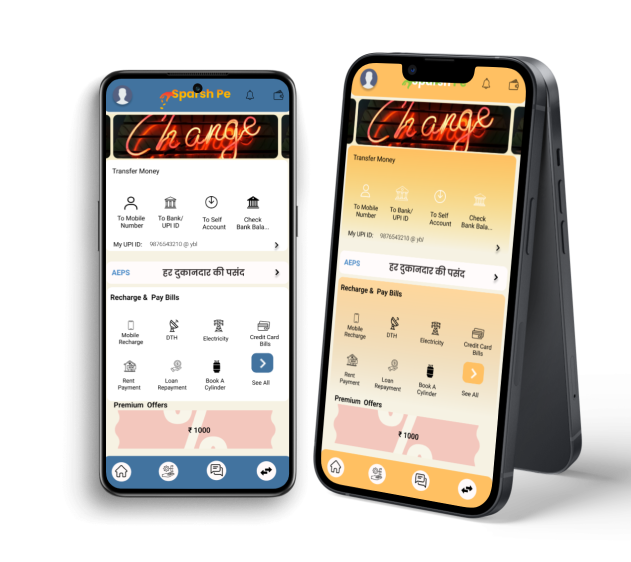 Sparsh Pe
Change
Transfer Money
To Mobile Number
To Bank/ UPI ID
To Self Account
Check Bank Bala...
My UPI ID: 9876543210 @ ybl
AEPS हर दुकानदार की पसंद
Recharge & Pay Bills
Mobile Recharge
DTH
Electricity
Credit Card Bills
Rent Payment
Loan Repayment
Book A Cylinder
See All
Premium Offers
₹ 1000
Sparsh Pe
Change
Transfer Money
To Mobile Number
To Bank/ UPI ID
To Self Account
Check Bank Bala...
My UPI ID: 9876543210 @ ybl
AEPS हर दुकानदार की पसंद
Recharge & Pay Bills
Mobile Recharge
DTH
Electricity
Credit Card Bills
Rent Payment
Loan Repayment
Book A Cylinder
See All
Premium Offers
₹ 1000